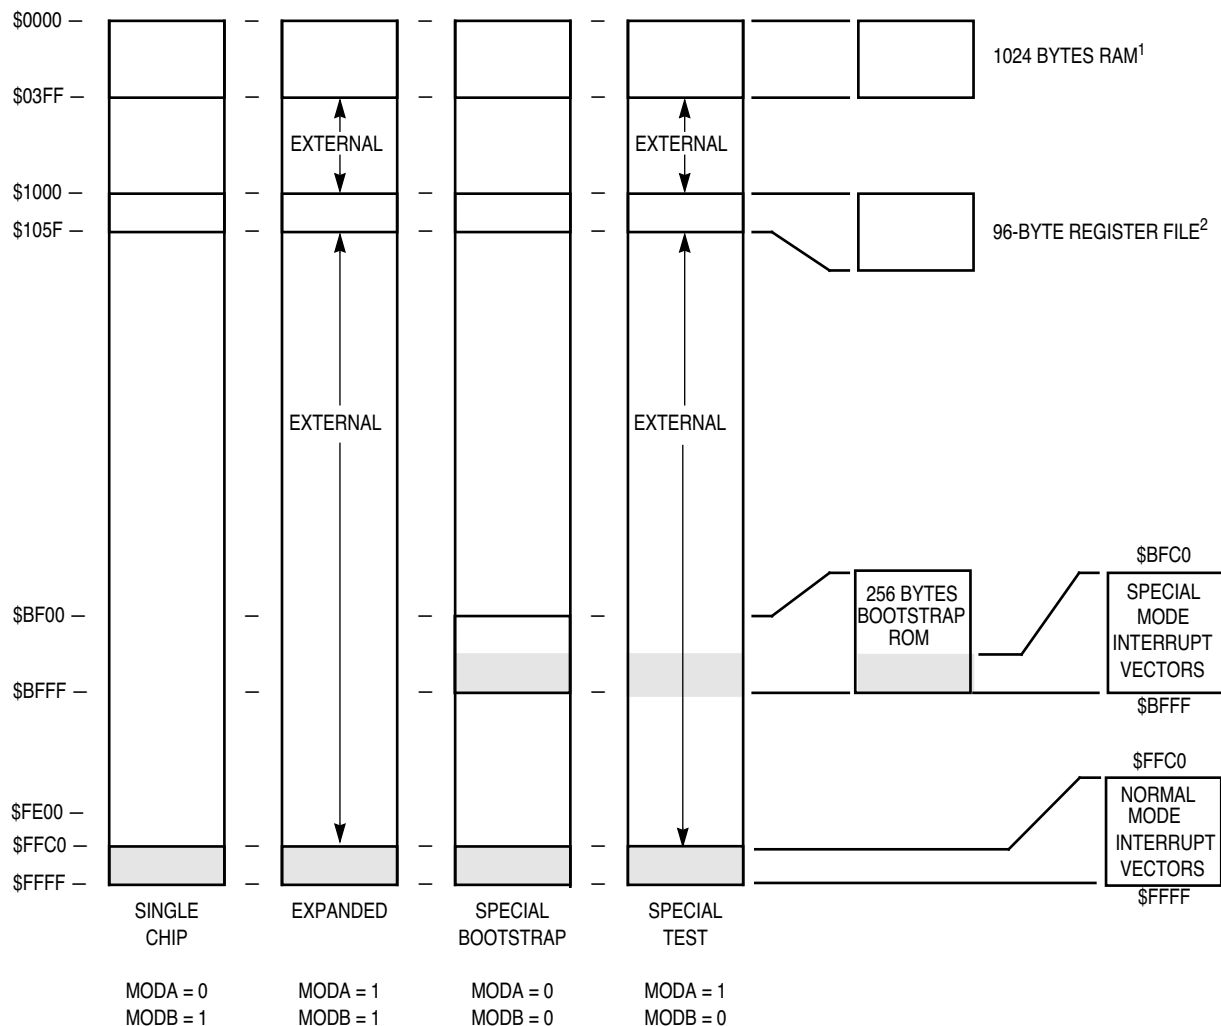 $0000
1024 BYTES RAM1
$03FF
EXTERNAL
EXTERNAL
$1000
$105F
96-BYTE REGISTER FILE2
EXTERNAL
EXTERNAL
$BF00
$BFFF
256 BYTES
BOOTSTRAP
ROM
$BFC0
SPECIAL
MODE
INTERRUPT
VECTORS
$BFFF
$FE00
$FFC0
$FFFF
$FFC0
NORMAL
MODE
INTERRUPT
VECTORS
$FFFF
SINGLE
CHIP
EXPANDED
SPECIAL
BOOTSTRAP
SPECIAL
TEST
MODA = 0
MODB = 1
MODA = 1
MODB = 1
MODA = 0
MODB = 0
MODA = 1
MODB = 0